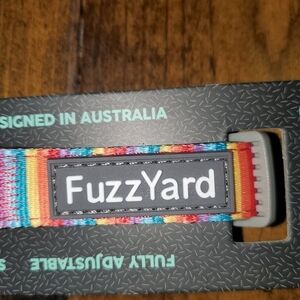 SIGNED IN AUSTRALIA
FuzzYard
FULLY ADJUSTABLE
S